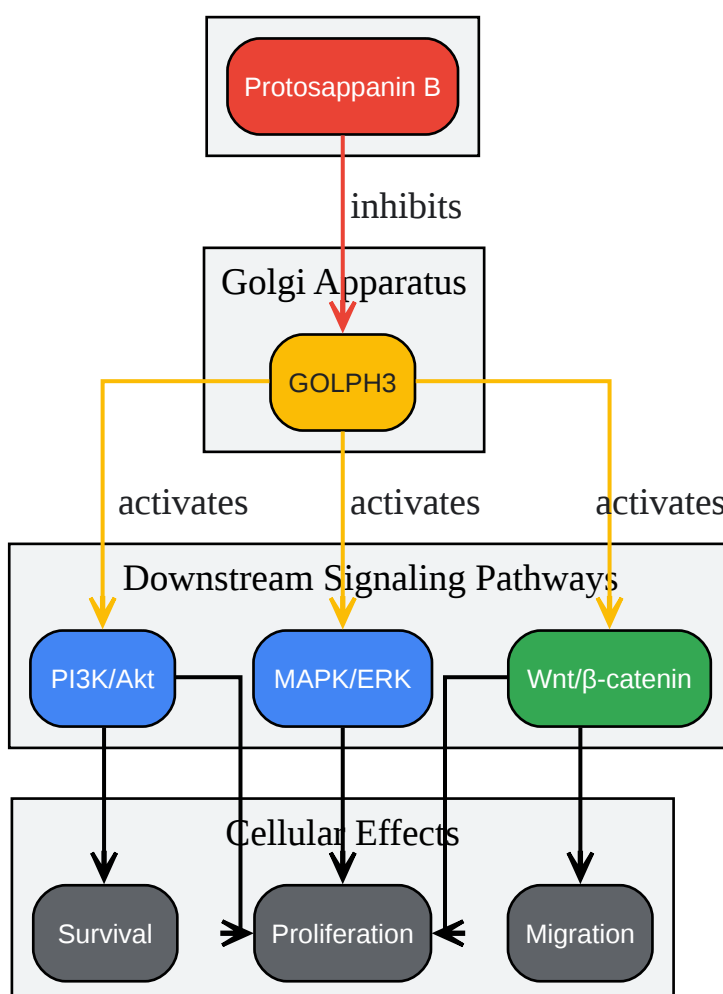 Protosappanin B
inhibits
Golgi Apparatus
GOLPH3
activates
activates
activates
Downstream Signaling Pathways
PI3K/Akt
MAPK/ERK
Wnt/β-catenin
Cellular Effects
Survival
Proliferation
Migration